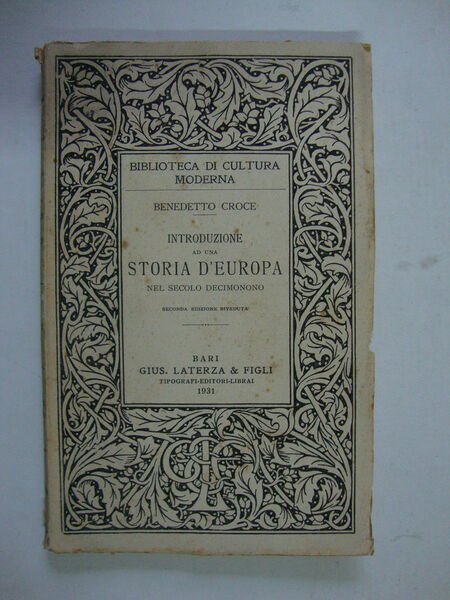 BIBLIOTECA DI CULTURA
MODERNA
BENEDETTO CROCE
INTRODUZIONE
AD UNA
STORIA D'EUROPA
NEL SECOLO DECIMONONO
SECONDA EDIZIONE RIVEDUTA
BARI
GIUS. LATERZA & FIGLI
TIPOGRAFI-EDITORI-LIBRAI
1931